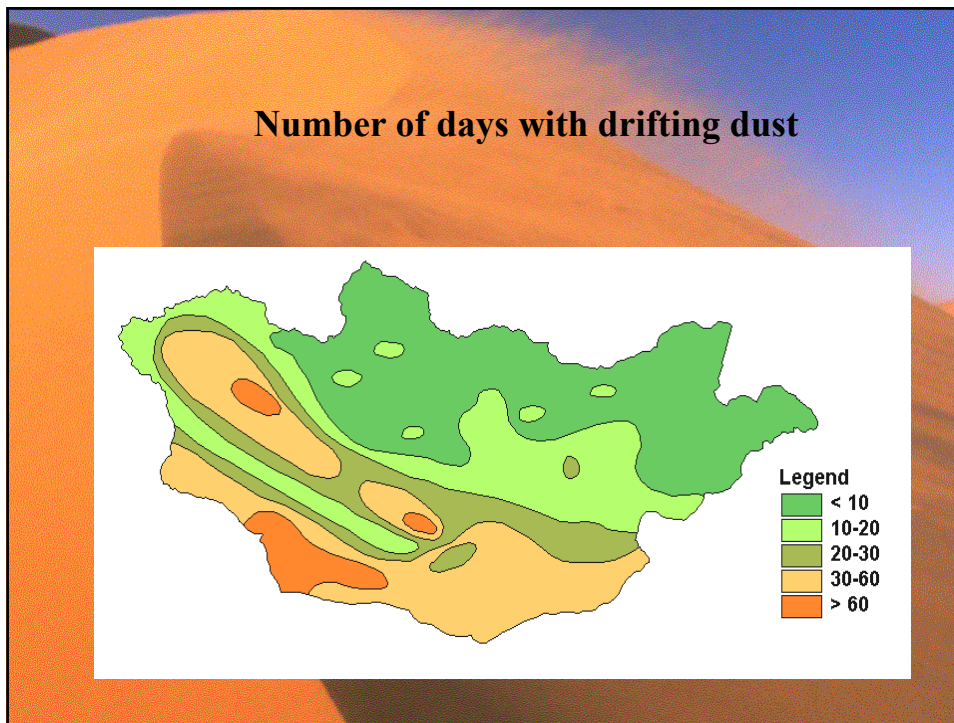 Number of days with drifting dust
Legend
< 10
10-20
20-30
30-60
> 60